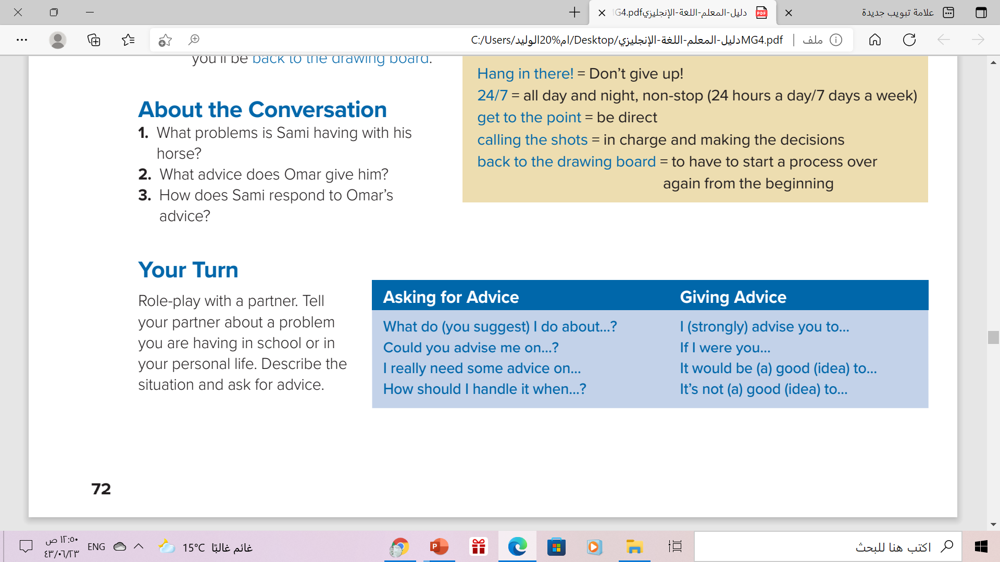 علامة تبويب جديدة
دليل-المعلم-اللغة-الإنجليزيG4.pdf
ملف
C:/Users/ام%20الوليد/Desktop/دليل-المعلم-اللغة-الإنجليزيMG4.pdf
you'll be back to the drawing board.
Hang in there! = Don't give up!
24/7 = all day and night, non-stop (24 hours a day/7 days a week)
get to the point = be direct
calling the shots = in charge and making the decisions
back to the drawing board = to have to start a process over
again from the beginning
About the Conversation
1. What problems is Sami having with his
horse?
2. What advice does Omar give him?
3. How does Sami respond to Omar's
advice?
Your Turn
Role-play with a partner. Tell
your partner about a problem
you are having in school or in
your personal life. Describe the
situation and ask for advice.
Asking for Advice
What do (you suggest) I do about...?
Could you advise me on...?
I really need some advice on...
How should I handle it when...?
Giving Advice
I (strongly) advise you to...
If I were you...
It would be (a) good (idea) to...
It's not (a) good (idea) to...
72
اكتب هنا للبحث
15°C غائم غالبًا
ENG
١٢:٥٠ ص
٤٣/٠٦/٢٣